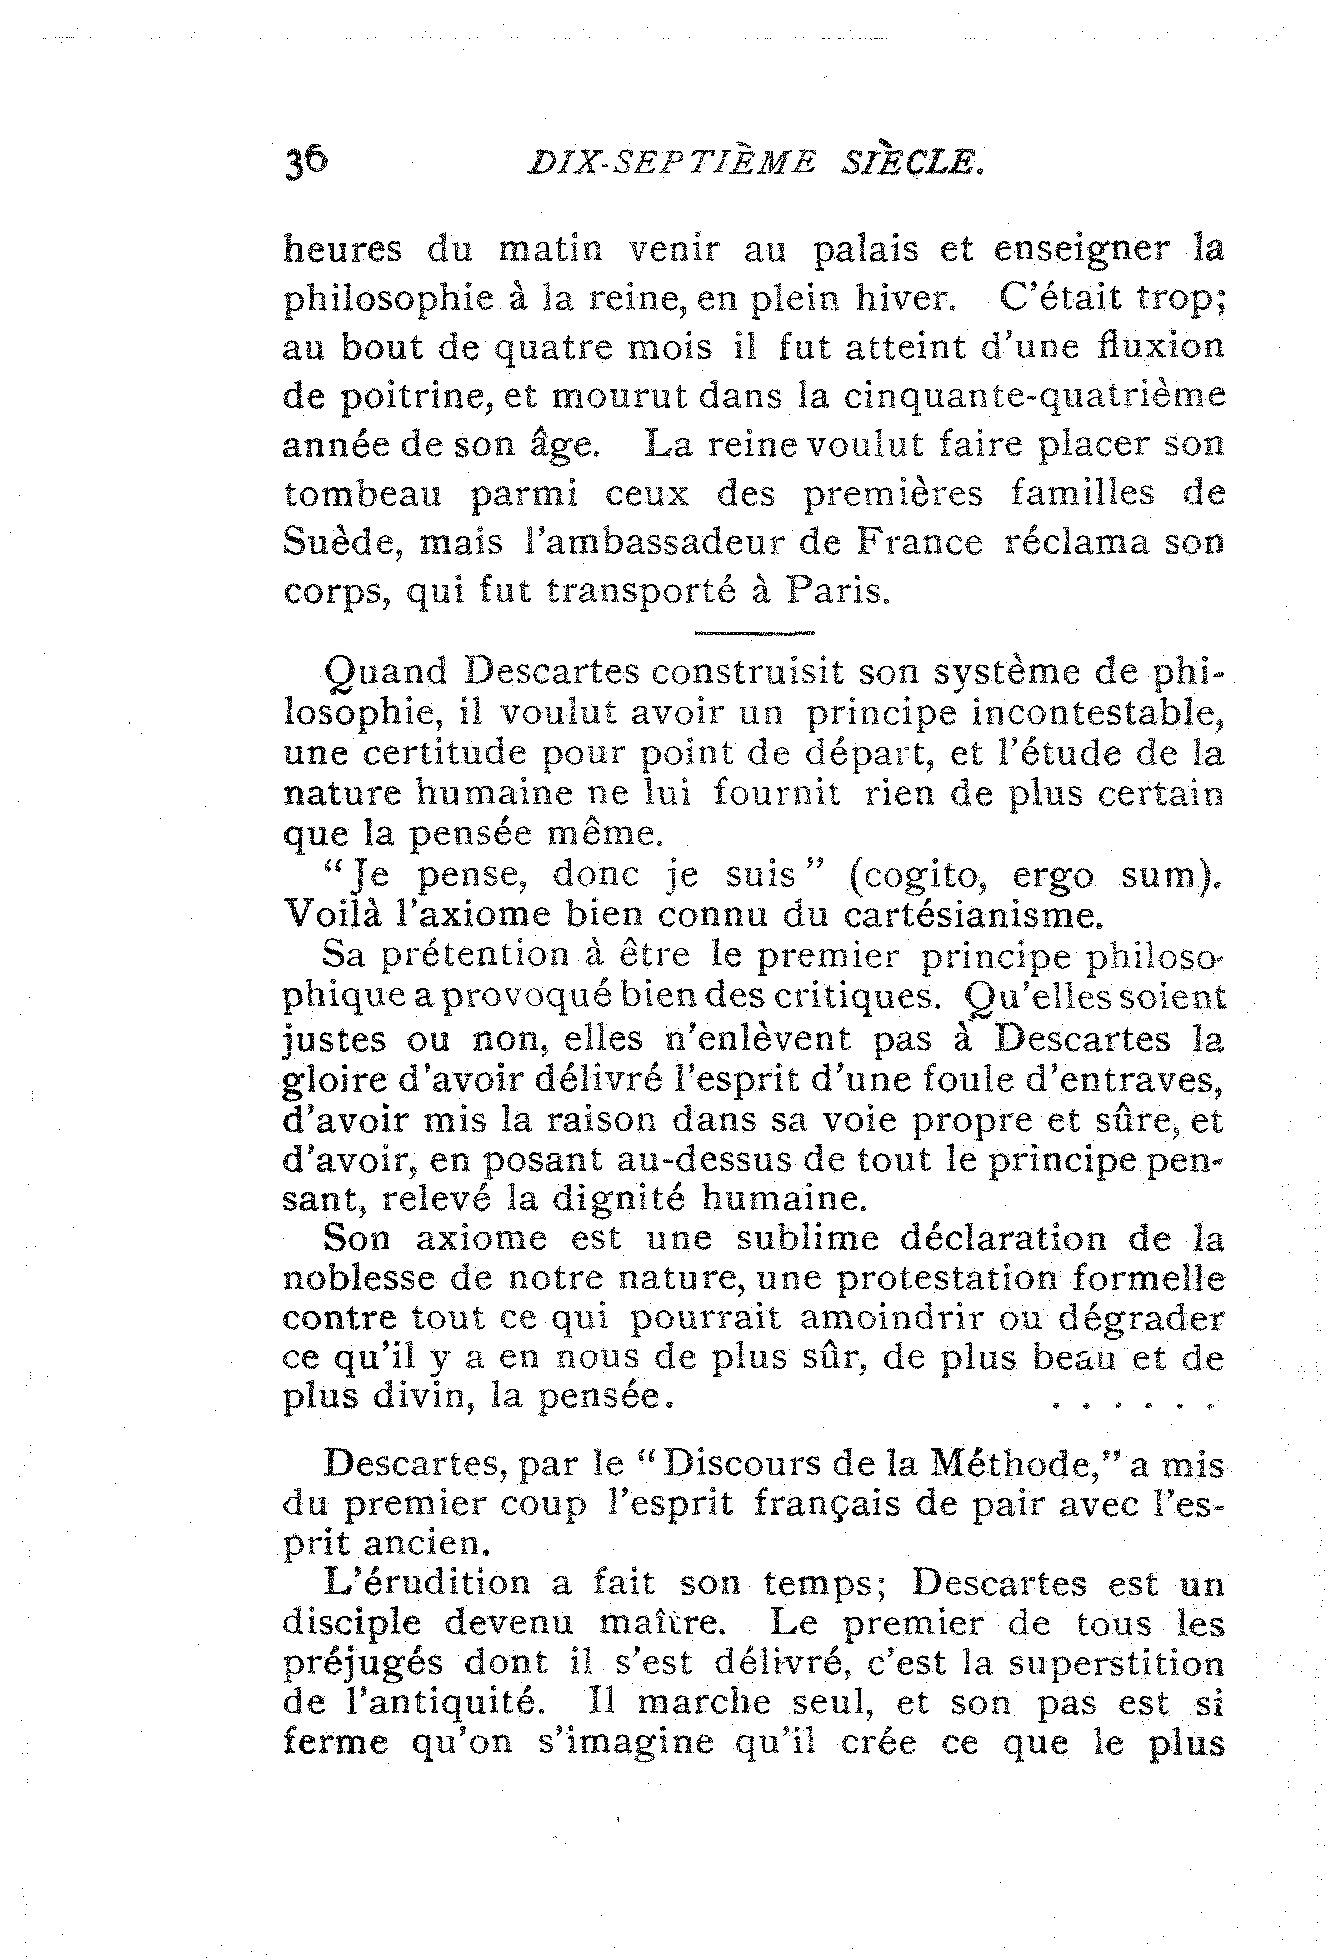 36 DIX-SEPTIÈME SIÈCLE.
heures du matin venir au palais et enseigner la
philosophie à la reine, en plein hiver. C'était trop;
au bout de quatre mois il fut atteint d'une fluxion
de poitrine, et mourut dans la cinquante-quatrième
année de son âge. La reine voulut faire placer son
tombeau parmi ceux des premières familles de
Suède, mais l'ambassadeur de France réclama son
corps, qui fut transporté à Paris.
Quand Descartes construisit son système de phi-
losophie, il voulut avoir un principe incontestable,
une certitude pour point de départ, et l'étude de la
nature humaine ne lui fournit rien de plus certain
que la pensée même.
“Je pense, donc je suis” (cogito, ergo sum).
Voilà l'axiome bien connu du cartésianisme.
Sa prétention à être le premier principe philoso-
phique a provoqué bien des critiques. Qu'elles soient
justes ou non, elles n'enlèvent pas à Descartes la
gloire d'avoir délivré l'esprit d'une foule d'entraves,
d'avoir mis la raison dans sa voie propre et sûre, et
d'avoir, en posant au-dessus de tout le principe pen-
sant, relevé la dignité humaine.
Son axiome est une sublime déclaration de la
noblesse de notre nature, une protestation formelle
contre tout ce qui pourrait amoindrir ou dégrader
ce qu'il y a en nous de plus sûr, de plus beau et de
plus divin, la pensée. . . . . . .
Descartes, par le “Discours de la Méthode,” a mis
du premier coup l'esprit français de pair avec l'es-
prit ancien.
L'érudition a fait son temps; Descartes est un
disciple devenu maître. Le premier de tous les
préjugés dont il s'est délivré, c'est la superstition
de l'antiquité. Il marche seul, et son pas est si
ferme qu'on s'imagine qu'il crée ce que le plus